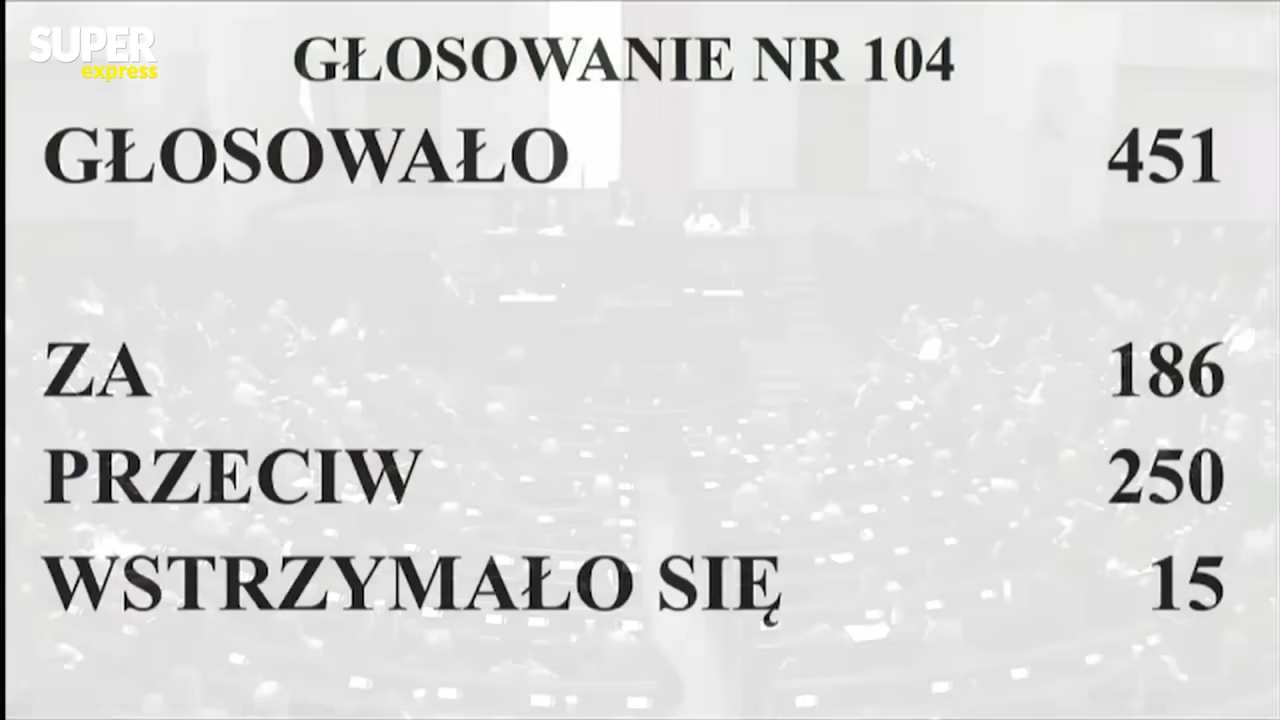 SUPER
express
GŁOSOWANIE NR 104
GŁOSOWAŁO 451
ZA 186
PRZECIW 250
WSTRZYMAŁO SIĘ 15